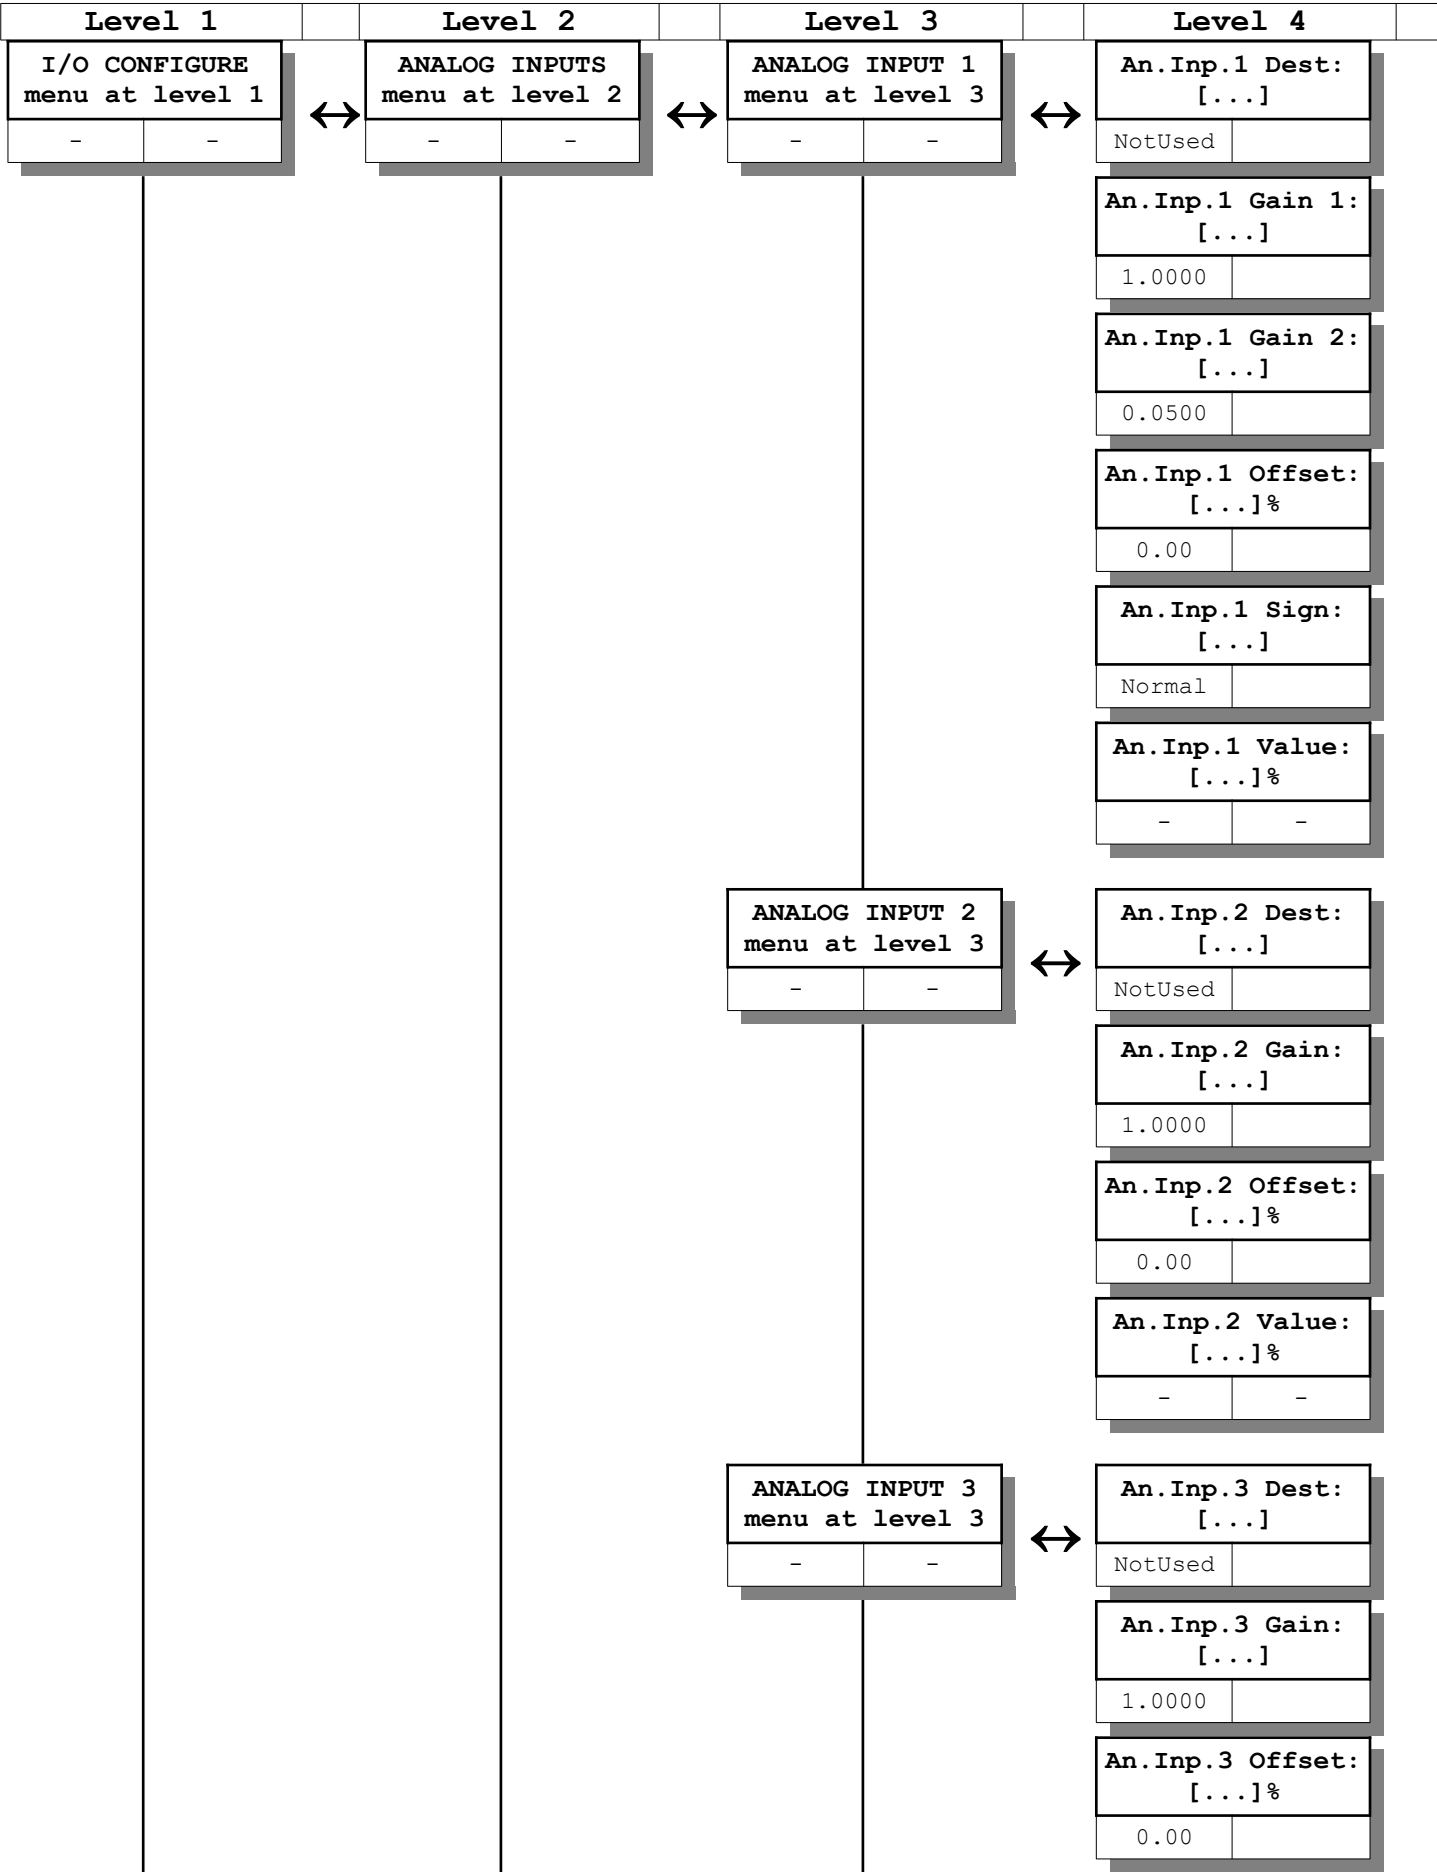 Level 1 Level 2 Level 3 Level 4
I/O CONFIGURE ANALOG INPUTS ANALOG INPUT 1 An.Inp.1 Dest:
menu at level 1 menu at level 2 menu at level 3 [...]
- - - - - - NotUsed
An.Inp.1 Gain 1:
[...]
1.0000
An.Inp.1 Gain 2:
[...]
0.0500
An.Inp.1 Offset:
[...]%
0.00
An.Inp.1 Sign:
[...]
Normal
An.Inp.1 Value:
[...]%
- -
ANALOG INPUT 2 An.Inp.2 Dest:
menu at level 3 [...]
- - NotUsed
An.Inp.2 Gain:
[...]
1.0000
An.Inp.2 Offset:
[...]%
0.00
An.Inp.2 Value:
[...]%
- -
ANALOG INPUT 3 An.Inp.3 Dest:
menu at level 3 [...]
- - NotUsed
An.Inp.3 Gain:
[...]
1.0000
An.Inp.3 Offset:
[...]%
0.00